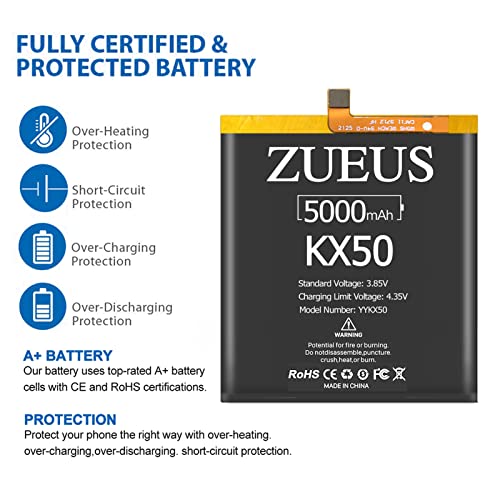 FULLY CERTIFIED &
PROTECTED BATTERY
Over-Heating
Protection
Short-Circuit
Protection
Over-Charging
Protection
Over-Discharging
Protection
A+ BATTERY
Our battery uses top-rated A+ battery
cells with CE and RoHS certifications.
PROTECTION
Protect your phone the right way with over-heating.
over-charging,over-discharging. short-circuit protection.
ZUEUS
5000mAh
KX50
Standard Voltage: 3.85V
Charging Limit Voltage: 4.35V
Model Number: YYKX50
WARNING
Potential for fire or burning.
Do notdisassemble,puncture.
crush,heat,or burn.
RoHS CE FC
MADE IN CHINA